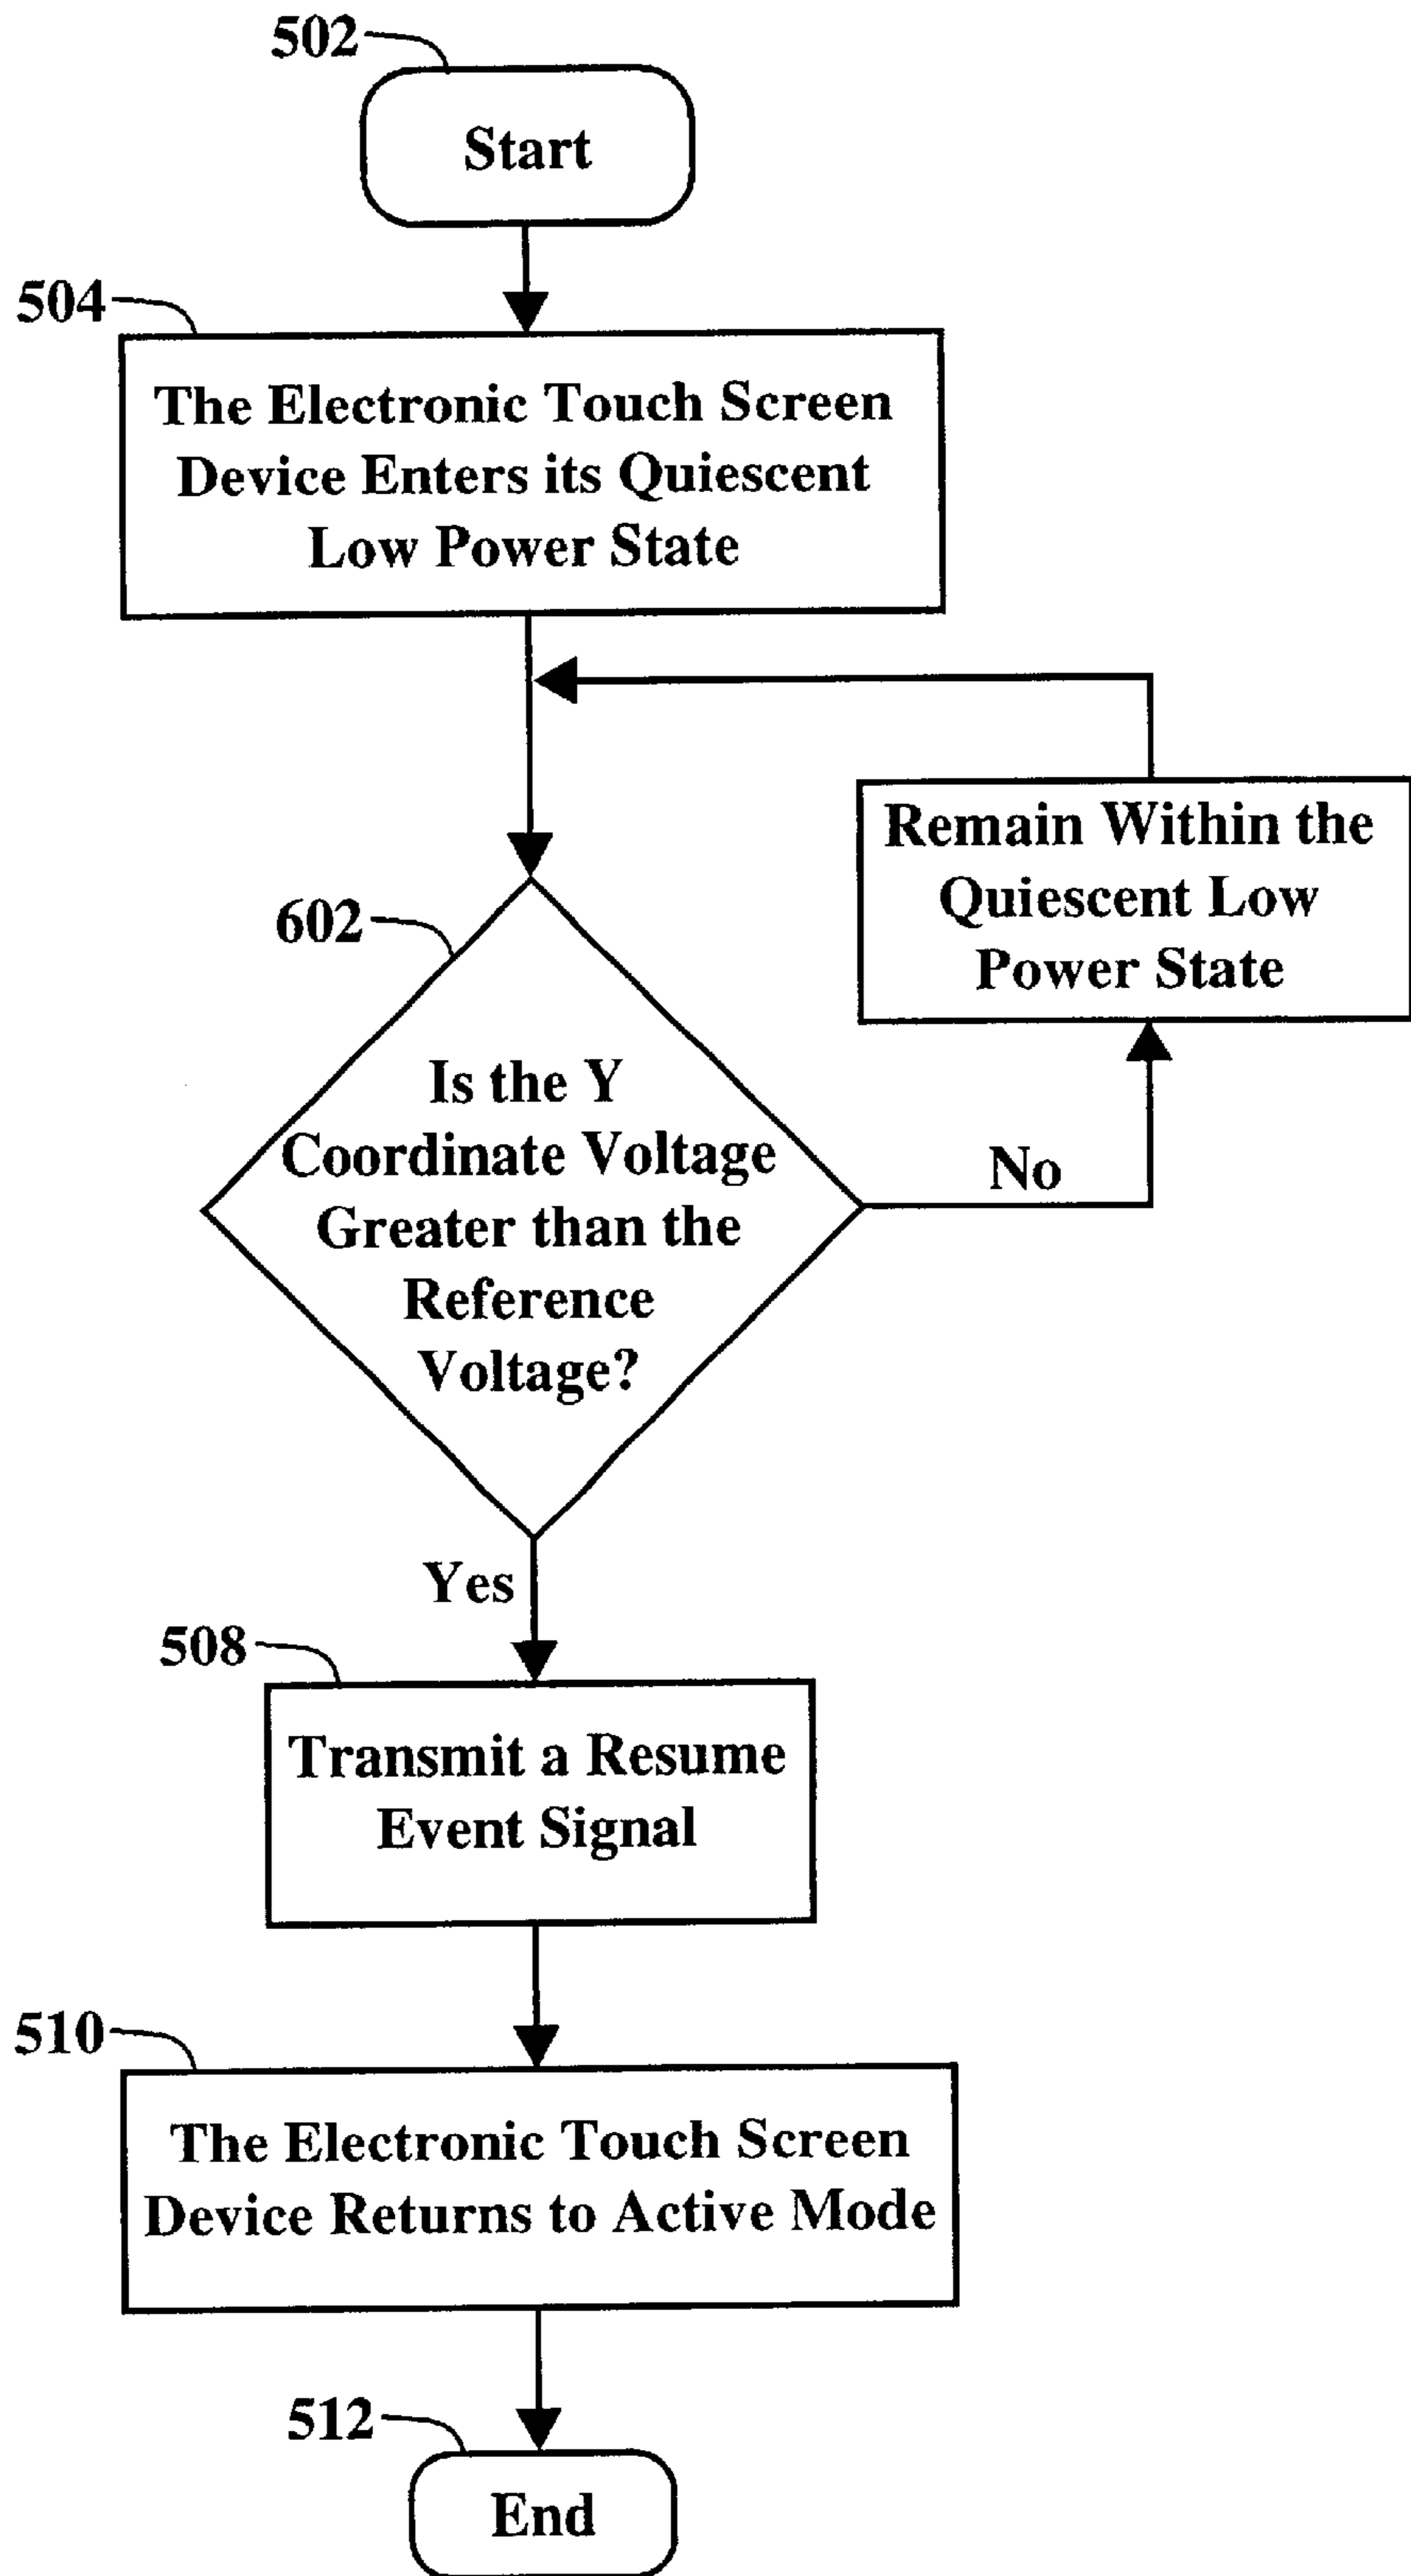 502
Start
504
The Electronic Touch Screen
Device Enters its Quiescent
Low Power State
Remain Within the
Quiescent Low
Power State
602
Is the Y
Coordinate Voltage
Greater than the
Reference
Voltage?
No
Yes
508
Transmit a Resume
Event Signal
510
The Electronic Touch Screen
Device Returns to Active Mode
512
End